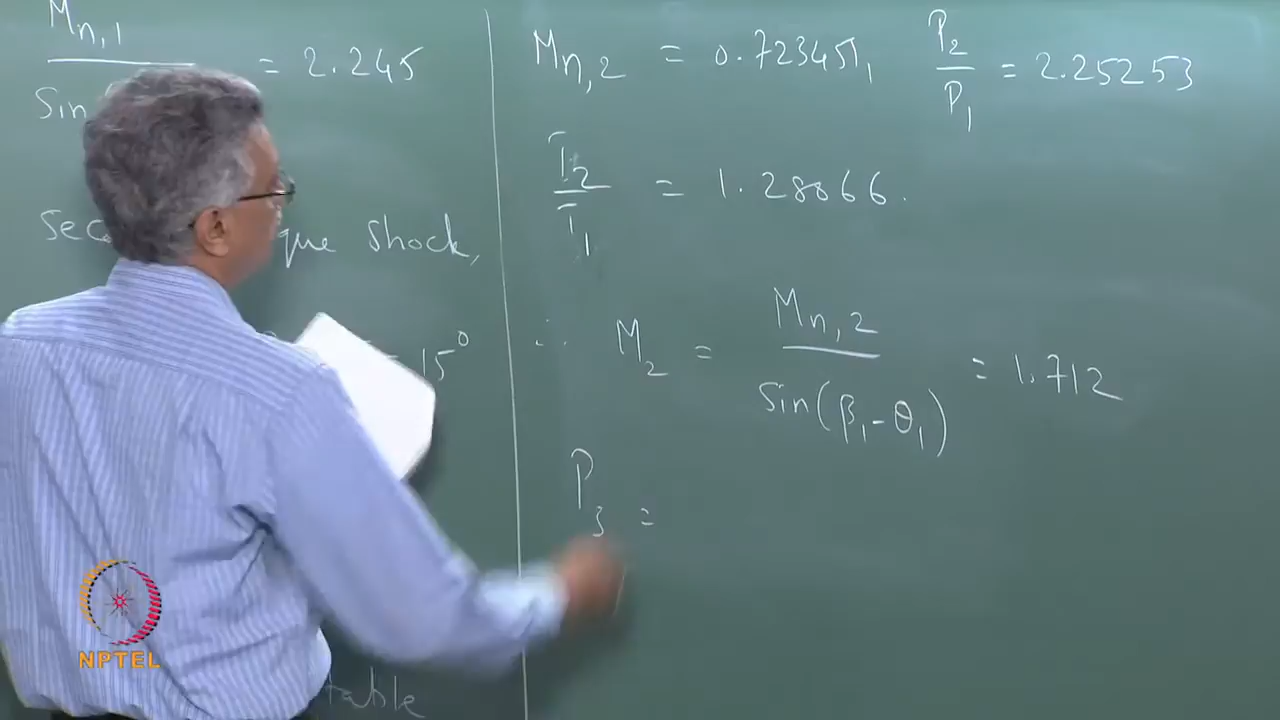 Mn,1
Sin
= 2.245
Sec que shock,
15°
table
Mn,2 = 0.723451, P2/P1 = 2.25253
T2/T1 = 1.28866.
∴ M2 = Mn,2 / Sin(β1-θ1) = 1.712
P3 =
NPTEL